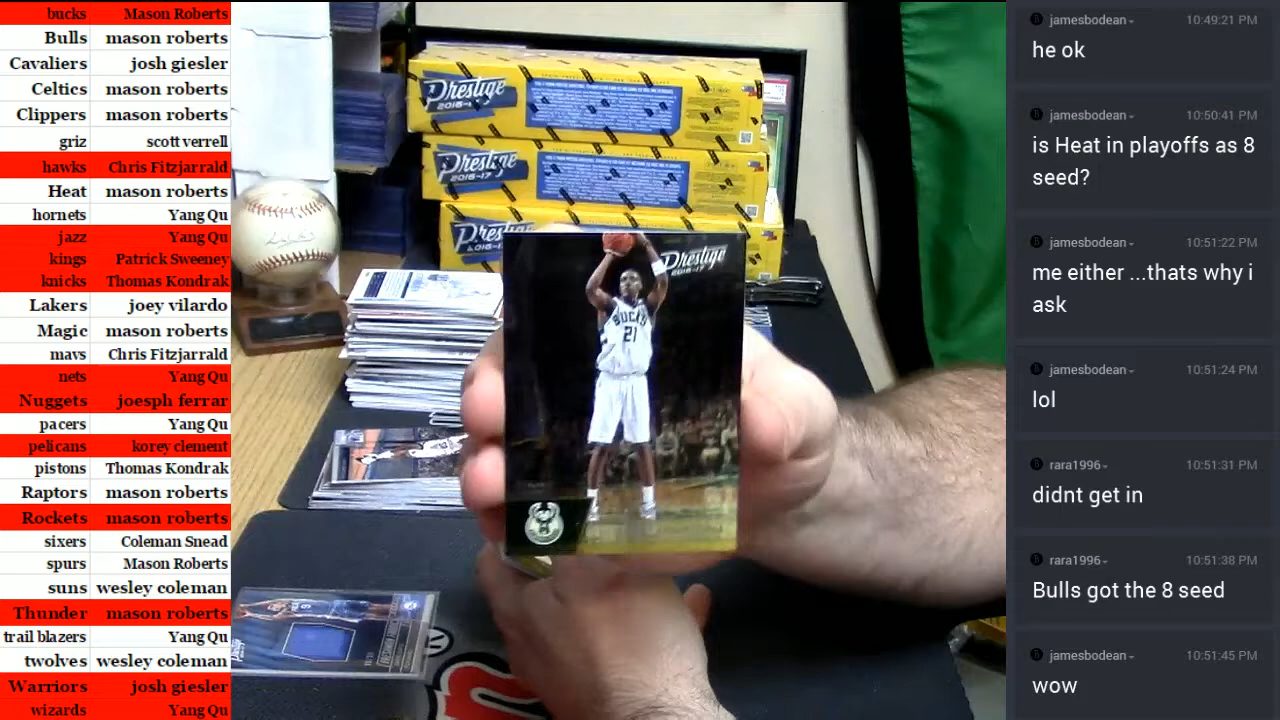 bucks Mason Roberts
Bulls mason roberts
Cavaliers josh giesler
Celtics mason roberts
Clippers mason roberts
griz scott verrell
hawks Chris Fitzjarrald
Heat mason roberts
hornets Yang Qu
jazz Yang Qu
kings Patrick Sweeney
knicks Thomas Kondrak
Lakers joey vilardo
Magic mason roberts
mavs Chris Fitzjarrald
nets Yang Qu
Nuggets joesph ferrar
pacers Yang Qu
pelicans korey clement
pistons Thomas Kondrak
Raptors mason roberts
Rockets mason roberts
sixers Coleman Snead
spurs Mason Roberts
suns wesley coleman
Thunder mason roberts
trail blazers Yang Qu
twolves wesley coleman
Warriors josh giesler
wizards Yang Qu
Prestige
Prestige
2016-17
Prestige
2016-17
BUCKS
21
jamesbodean 10:49:21 PM
he ok
jamesbodean 10:50:41 PM
is Heat in playoffs as 8
seed?
jamesbodean 10:51:22 PM
me either ...thats why i
ask
jamesbodean 10:51:24 PM
lol
rara1996 10:51:31 PM
didnt get in
rara1996 10:51:38 PM
Bulls got the 8 seed
jamesbodean 10:51:45 PM
wow